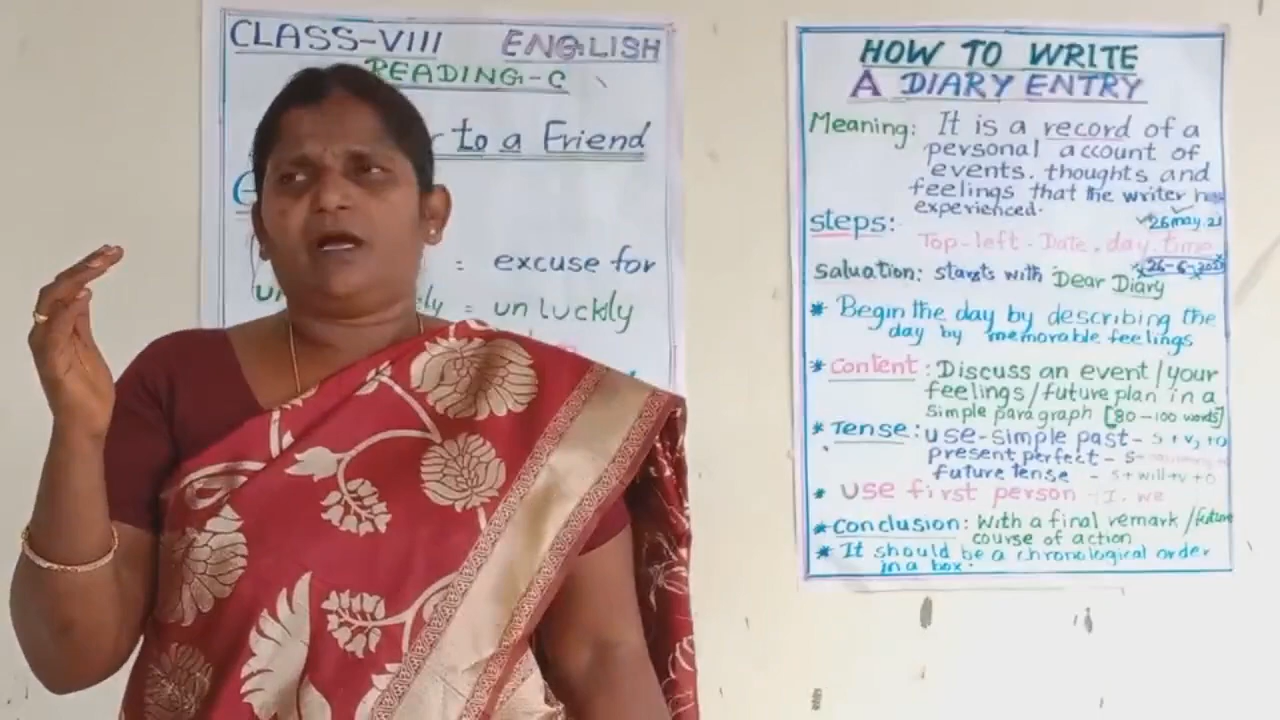 CLASS-VIII ENGLISH
READING-C
to a Friend
= excuse for
= unluckly
HOW TO WRITE
A DIARY ENTRY
Meaning: It is a record of a
personal account of
events. thoughts and
feelings that the writer has
experienced.
steps: 26 may. 21
Top-left. Date. day. time
Saluation: starts with Dear Diary
* Begin the day by describing the
day by memorable feelings
* Content: Discuss an event/your
feelings/future plan in a
simple paragraph [80-100 words]
* Tense: use-simple past-
present perfect -
future tense - S+will+v+o
* Use first person - I. we
* Conclusion: With a final remark/future
course of action
* It should be a chronological order
in a box.